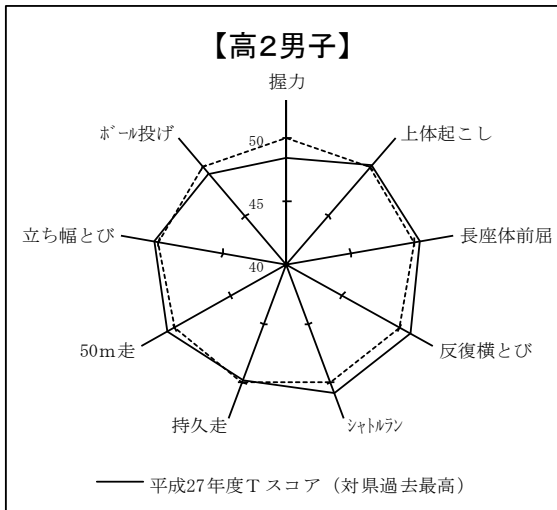 【高2男子】
握力
ﾎﾞｰﾙ投げ
上体起こし
50
立ち幅とび
45
長座体前屈
40
50m走
反復横とび
持久走
ｼｬﾄﾙﾗﾝ
平成27年度Tスコア（対県過去最高）